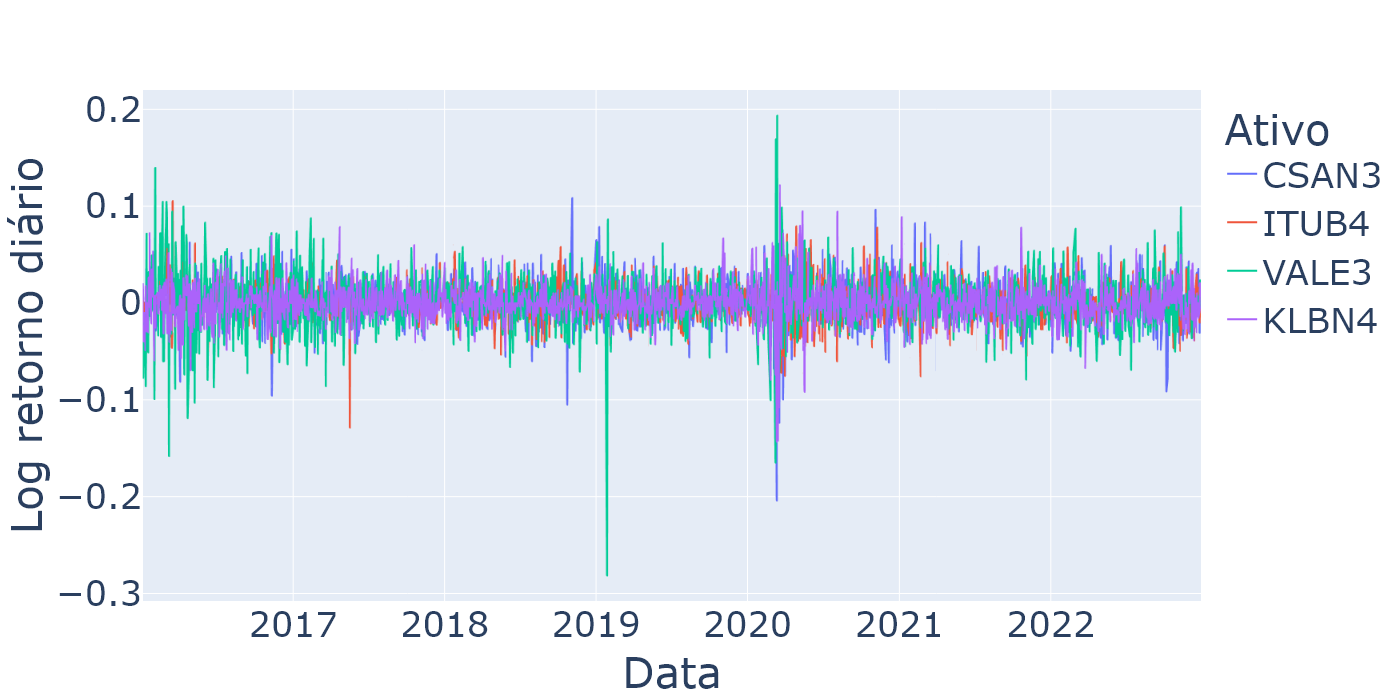 Log retorno diário
0.2
0.1
0
−0.1
−0.2
−0.3
2017 2018 2019 2020 2021 2022
Data
Ativo
CSAN3
ITUB4
VALE3
KLBN4